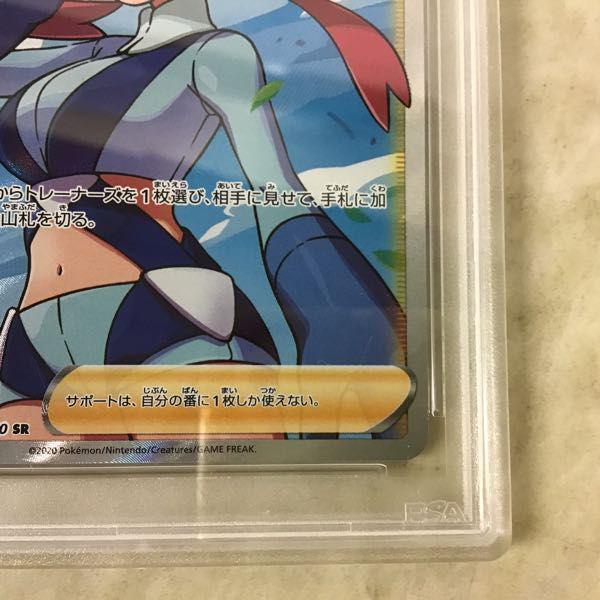 からトレーナーズを1枚選び、相手に見せて、手札に加
山札を切る。
サポートは、自分の番に1枚しか使えない。
0 SR
©2020 Pokémon/Nintendo/Creatures/GAME FREAK.
PSA